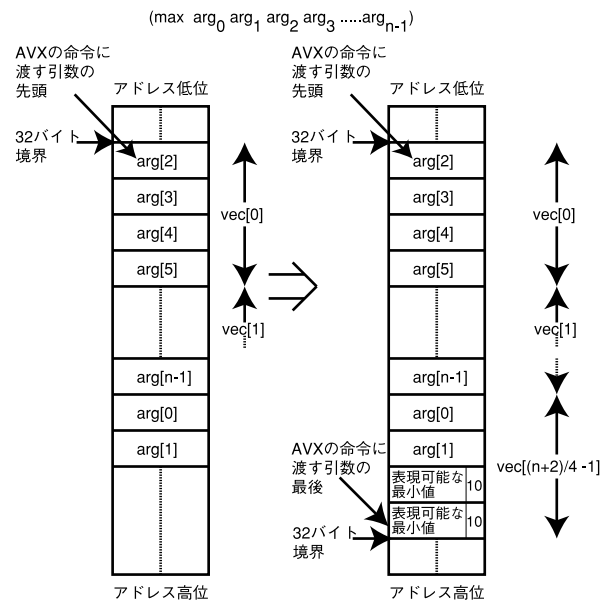 (max arg0 arg1 arg2 arg3 .....argn-1)
AVXの命令に
渡す引数の
先頭
アドレス低位
32バイト
境界
arg[2]
arg[3]
arg[4]
arg[5]
arg[n-1]
arg[0]
arg[1]
vec[0]
vec[1]
アドレス高位
AVXの命令に
渡す引数の
先頭
アドレス低位
32バイト
境界
arg[2]
arg[3]
arg[4]
arg[5]
arg[n-1]
arg[0]
arg[1]
AVXの命令に
渡す引数の
最後
表現可能な
最小値
10
表現可能な
最小値
10
32バイト
境界
vec[0]
vec[1]
vec[(n+2)/4 -1]
アドレス高位